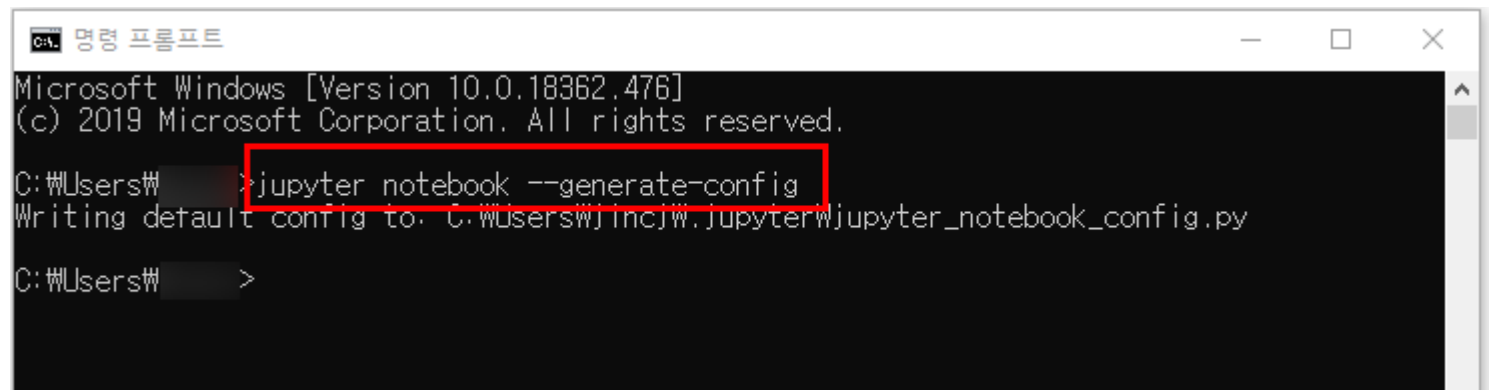 명령 프롬프트
Microsoft Windows [Version 10.0.18362.476]
(c) 2019 Microsoft Corporation. All rights reserved.
C:₩Users₩ >jupyter notebook --generate-config
Writing default config to: C:₩Users₩jincj₩.jupyter₩jupyter_notebook_config.py
C:₩Users₩ >